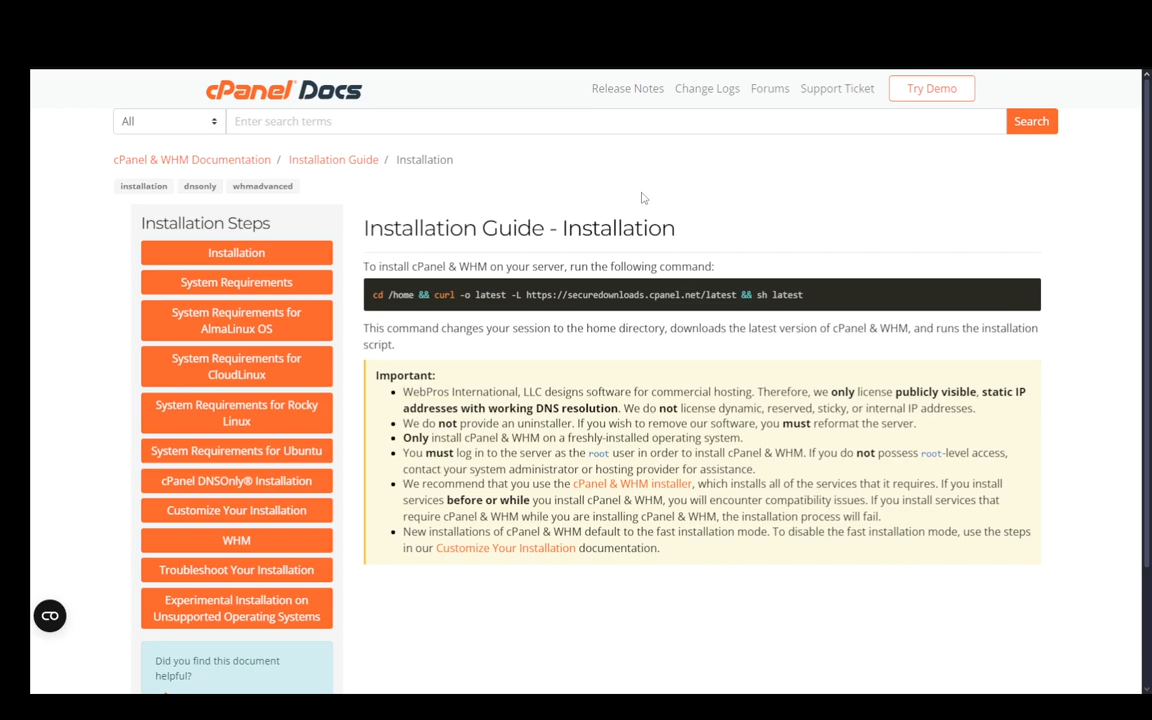 cPanel Docs
Release Notes Change Logs Forums Support Ticket Try Demo
All Enter search terms Search
cPanel & WHM Documentation / Installation Guide / Installation
installation dnsonly whmadvanced
Installation Steps
Installation
System Requirements
System Requirements for
AlmaLinux OS
System Requirements for
CloudLinux
System Requirements for Rocky
Linux
System Requirements for Ubuntu
cPanel DNSOnly® Installation
Customize Your Installation
WHM
Troubleshoot Your Installation
Experimental Installation on
Unsupported Operating Systems
Did you find this document
helpful?
Installation Guide - Installation
To install cPanel & WHM on your server, run the following command:
cd /home && curl -o latest -L https://securedownloads.cpanel.net/latest && sh latest
This command changes your session to the home directory, downloads the latest version of cPanel & WHM, and runs the installation
script.
Important:
• WebPros International, LLC designs software for commercial hosting. Therefore, we only license publicly visible, static IP
addresses with working DNS resolution. We do not license dynamic, reserved, sticky, or internal IP addresses.
• We do not provide an uninstaller. If you wish to remove our software, you must reformat the server.
• Only install cPanel & WHM on a freshly-installed operating system.
• You must log in to the server as the root user in order to install cPanel & WHM. If you do not possess root-level access,
contact your system administrator or hosting provider for assistance.
• We recommend that you use the cPanel & WHM installer, which installs all of the services that it requires. If you install
services before or while you install cPanel & WHM, you will encounter compatibility issues. If you install services that
require cPanel & WHM while you are installing cPanel & WHM, the installation process will fail.
• New installations of cPanel & WHM default to the fast installation mode. To disable the fast installation mode, use the steps
in our Customize Your Installation documentation.